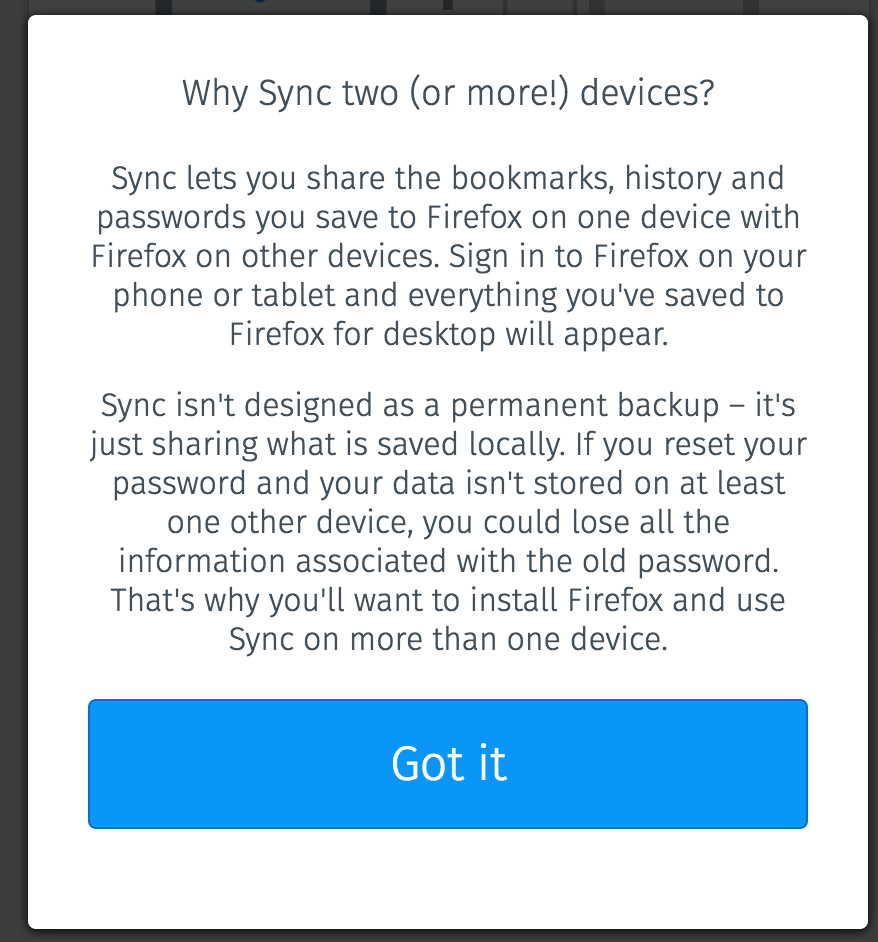 Why Sync two (or more!) devices?
Sync lets you share the bookmarks, history and
passwords you save to Firefox on one device with
Firefox on other devices. Sign in to Firefox on your
phone or tablet and everything you've saved to
Firefox for desktop will appear.
Sync isn't designed as a permanent backup – it's
just sharing what is saved locally. If you reset your
password and your data isn't stored on at least
one other device, you could lose all the
information associated with the old password.
That's why you'll want to install Firefox and use
Sync on more than one device.
Got it